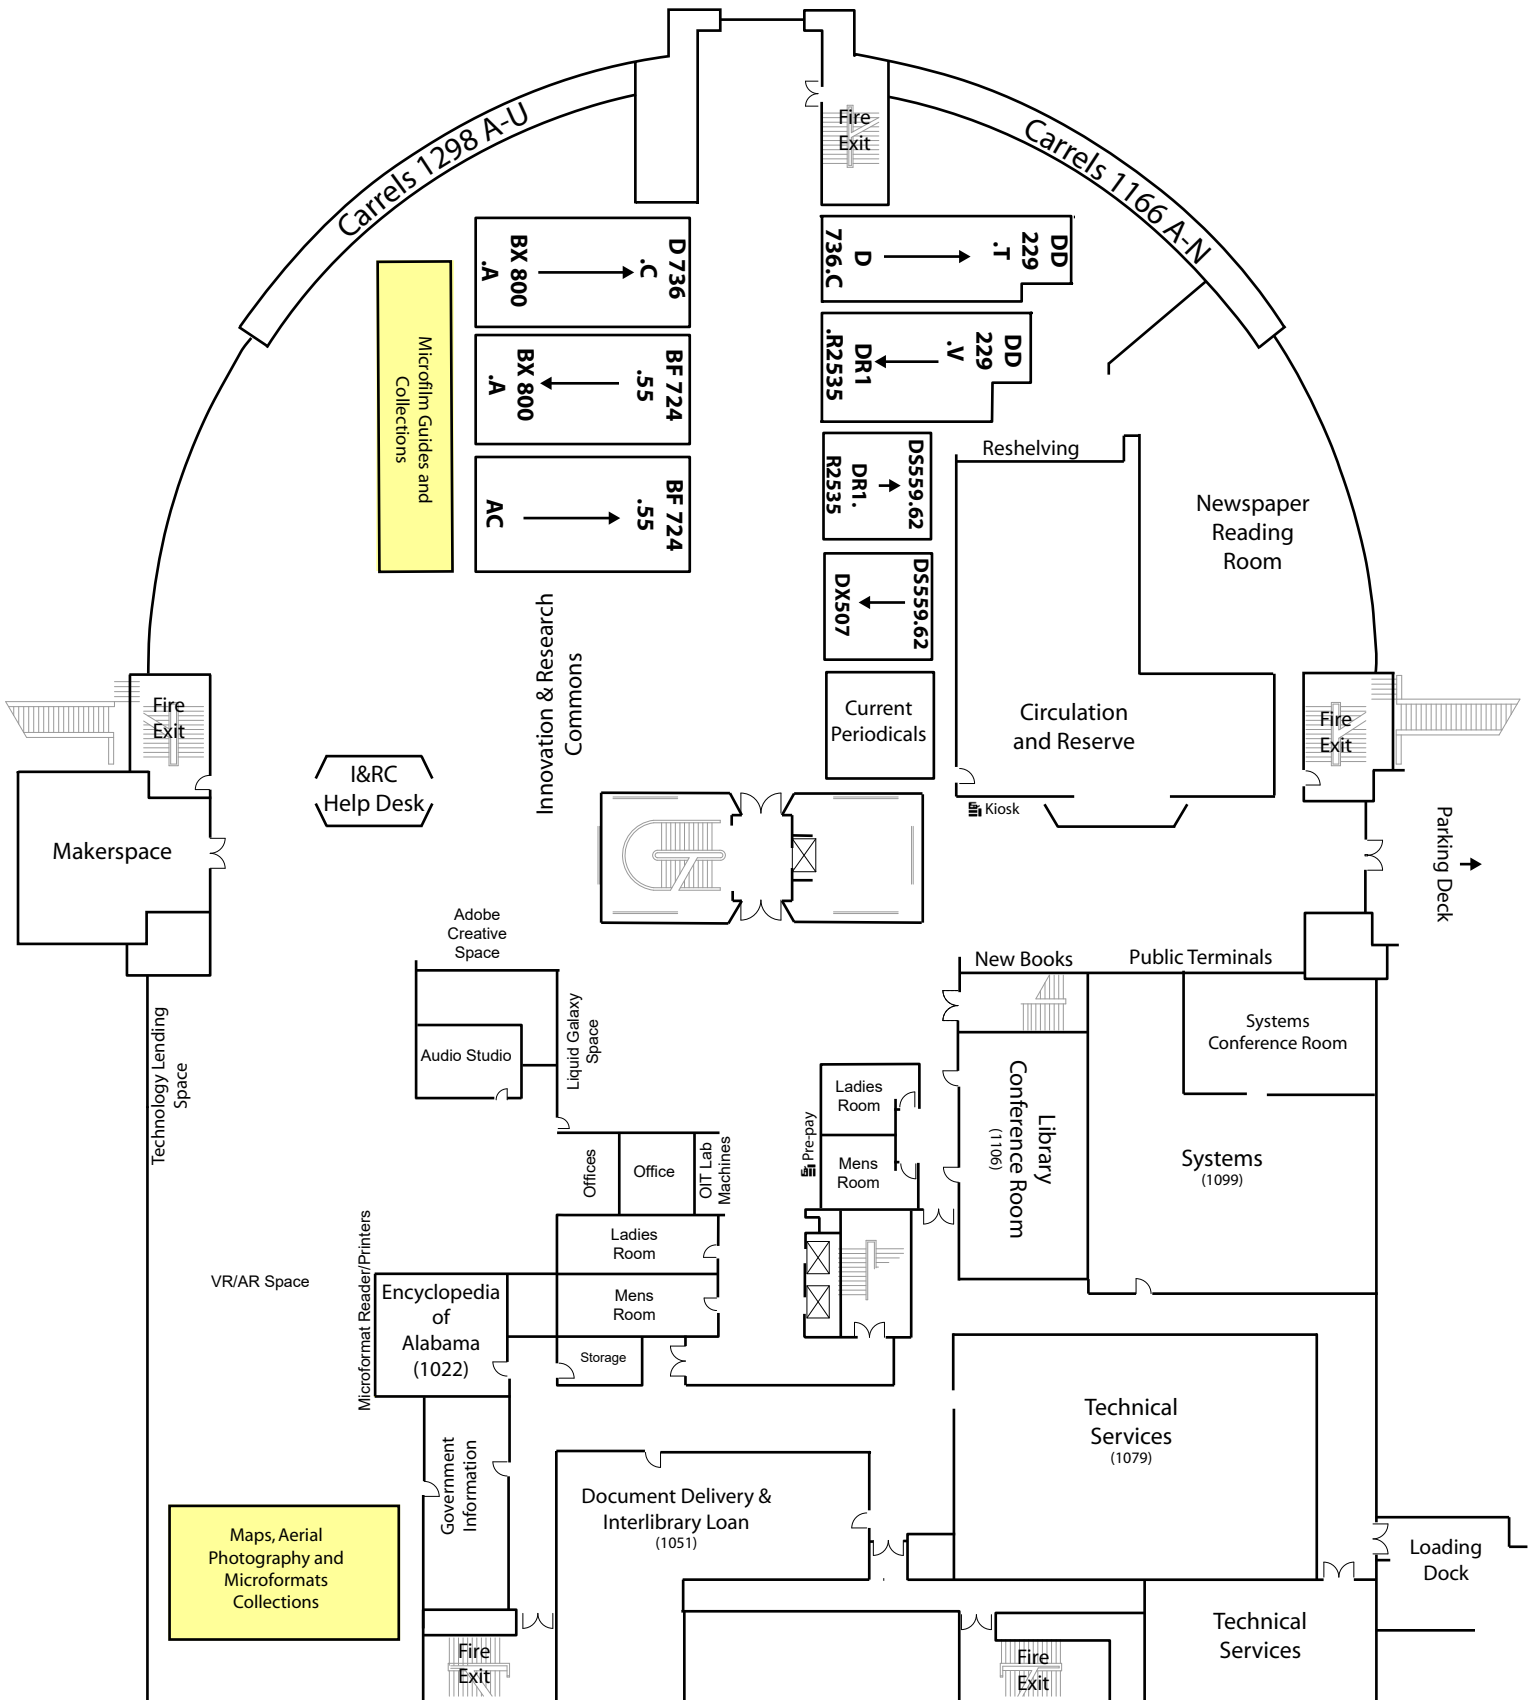 Carrels 1298 A-U
Fire
Exit
Carrels 1166 A-N
BX 800
.A
D 736
.C
D
736.C
DD
229
.T
Microfilm Guides and
Collections
BX 800
.A
BF 724
.55
DR1
.R2535
DD
229
.V
AC
BF 724
.55
DR1.
R2535
DS559.62
Reshelving
Newspaper
Reading
Room
DX507
DS559.62
Innovation & Research
Commons
Fire
Exit
Current
Periodicals
Circulation
and Reserve
Fire
Exit
I&RC
Help Desk
Kiosk
Makerspace
Parking Deck
Adobe
Creative
Space
New Books
Public Terminals
Technology Lending
Space
Audio Studio
Liquid Galaxy
Space
Systems
Conference Room
Ladies
Room
Library
Conference Room
(1106)
Pre-pay
Mens
Room
Systems
(1099)
Offices
Office
OIT Lab
Machines
Ladies
Room
Microformat Reader/Printers
VR/AR Space
Encyclopedia
of
Alabama
(1022)
Mens
Room
Storage
Technical
Services
(1079)
Government
Information
Document Delivery &
Interlibrary Loan
(1051)
Maps, Aerial
Photography and
Microformats
Collections
Loading
Dock
Technical
Services
Fire
Exit
Fire
Exit